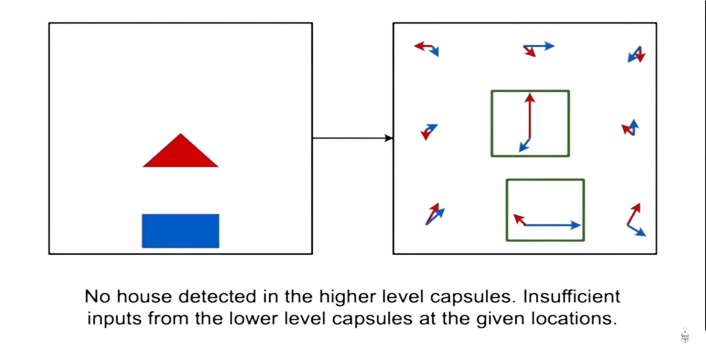 No house detected in the higher level capsules. Insufficient
inputs from the lower level capsules at the given locations.